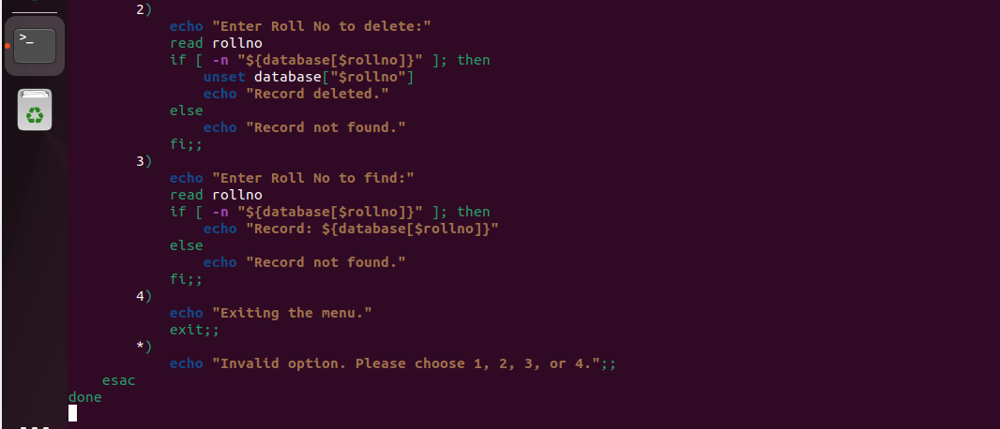 >_
2)
echo "Enter Roll No to delete:"
read rollno
if [ -n "${database[$rollno]}" ]; then
unset database["$rollno"]
echo "Record deleted."
else
echo "Record not found."
fi;;
3)
echo "Enter Roll No to find:"
read rollno
if [ -n "${database[$rollno]}" ]; then
echo "Record: ${database[$rollno]}"
else
echo "Record not found."
fi;;
4)
echo "Exiting the menu."
exit;;
*)
echo "Invalid option. Please choose 1, 2, 3, or 4.";;
esac
done